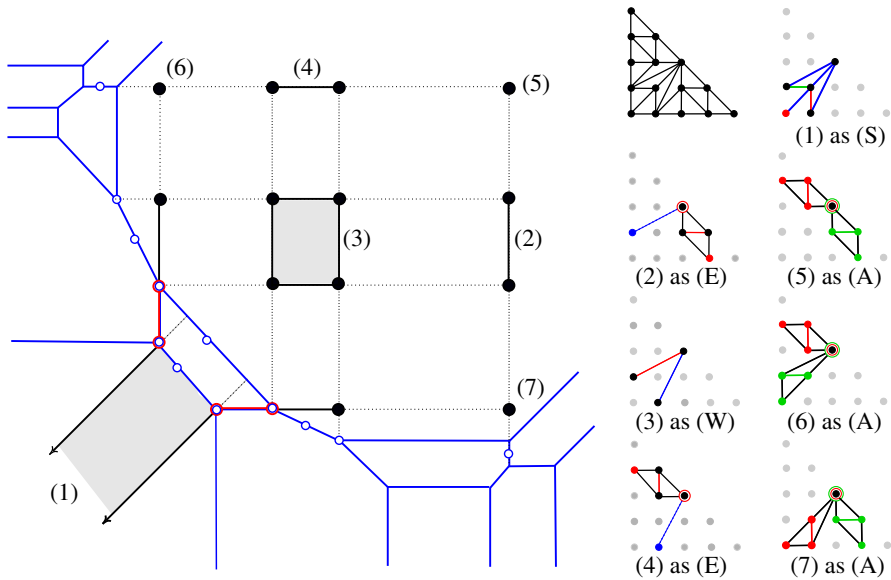 (6)
(4)
(5)
(1) as (S)
(3)
(2)
(2) as (E)
(5) as (A)
(7)
(3) as (W)
(6) as (A)
(1)
(4) as (E)
(7) as (A)